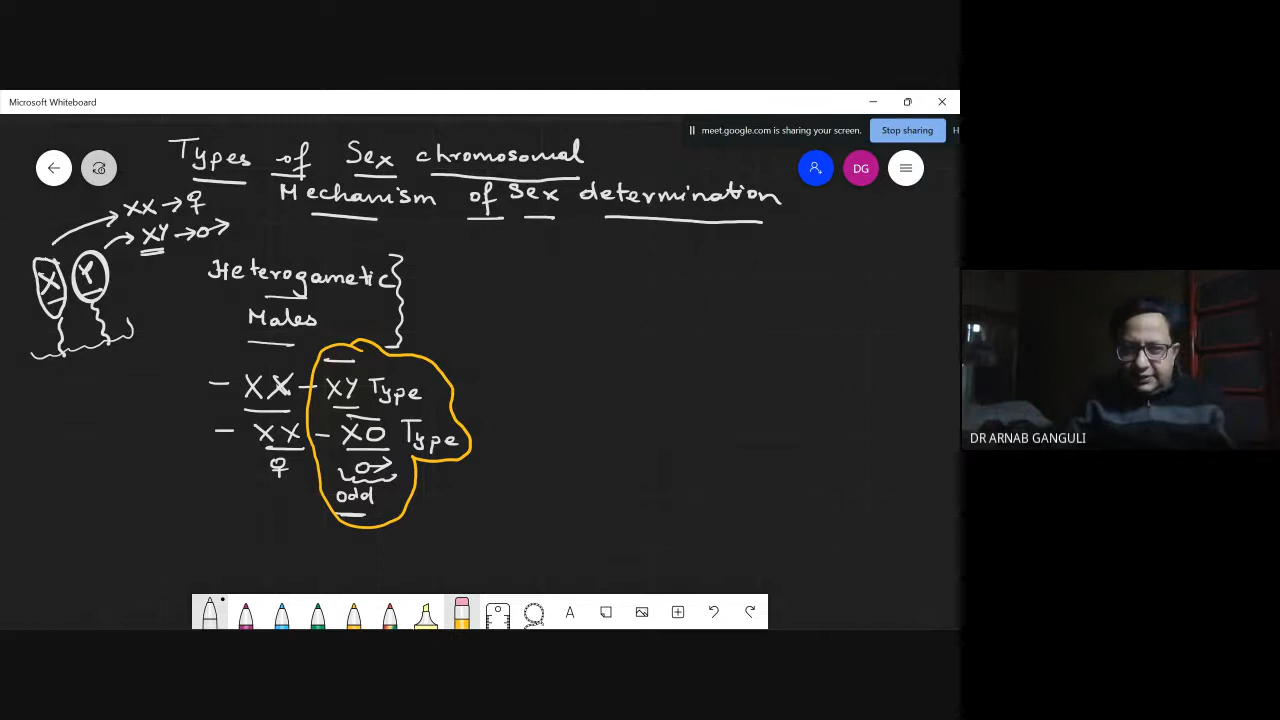 Microsoft Whiteboard
meet.google.com is sharing your screen.
Stop sharing
H
DG
Types of Sex chromosomal
Mechanism of Sex determination
XX → ♀
XY → ♂
X Y
Heterogametic
Males
- XX - XY Type
- XX - XO Type
♀ ♂
odd
DR ARNAB GANGULI
A